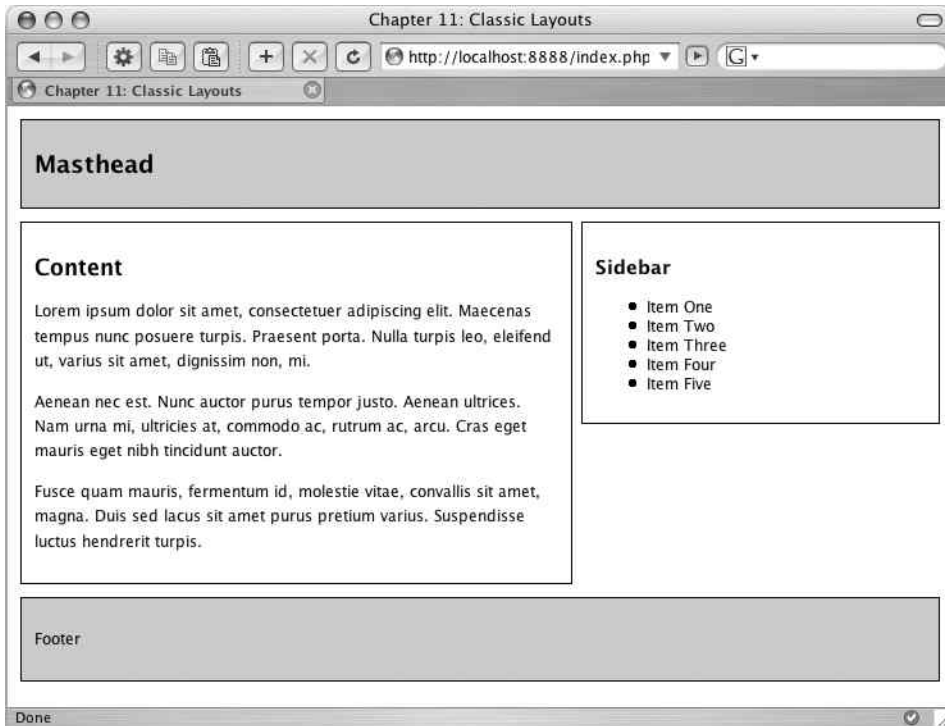 Chapter 11: Classic Layouts
http://localhost:8888/index.php
G
Chapter 11: Classic Layouts
Masthead
Content
Lorem ipsum dolor sit amet, consectetuer adipiscing elit. Maecenas
tempus nunc posuere turpis. Praesent porta. Nulla turpis leo, eleifend
ut, varius sit amet, dignissim non, mi.
Aenean nec est. Nunc auctor purus tempor justo. Aenean ultrices.
Nam urna mi, ultricies at, commodo ac, rutrum ac, arcu. Cras eget
mauris eget nibh tincidunt auctor.
Fusce quam mauris, fermentum id, molestie vitae, convallis sit amet,
magna. Duis sed lacus sit amet purus pretium varius. Suspendisse
luctus hendrerit turpis.
Sidebar
Item One
Item Two
Item Three
Item Four
Item Five
Footer
Done